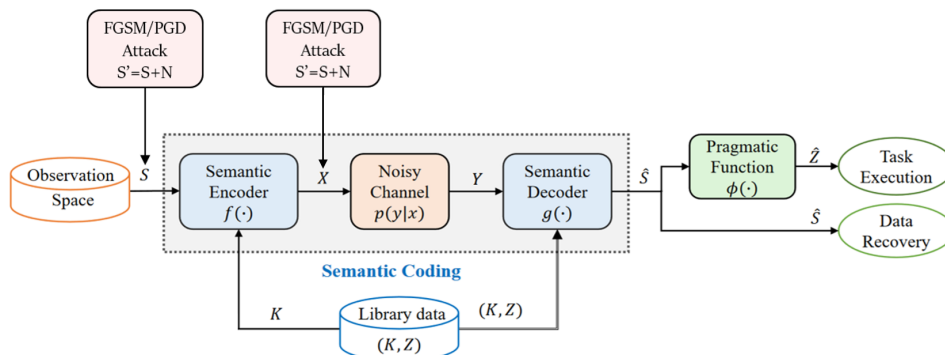 FGSM/PGD
Attack
S'=S+N
FGSM/PGD
Attack
S'=S+N
Observation
Space
S
Semantic
Encoder
f(·)
X
Noisy
Channel
p(y|x)
Y
Semantic
Decoder
g(·)
Ŝ
Pragmatic
Function
ϕ(·)
Ẑ
Task
Execution
Ŝ
Data
Recovery
Semantic Coding
K
Library data
(K, Z)
(K, Z)